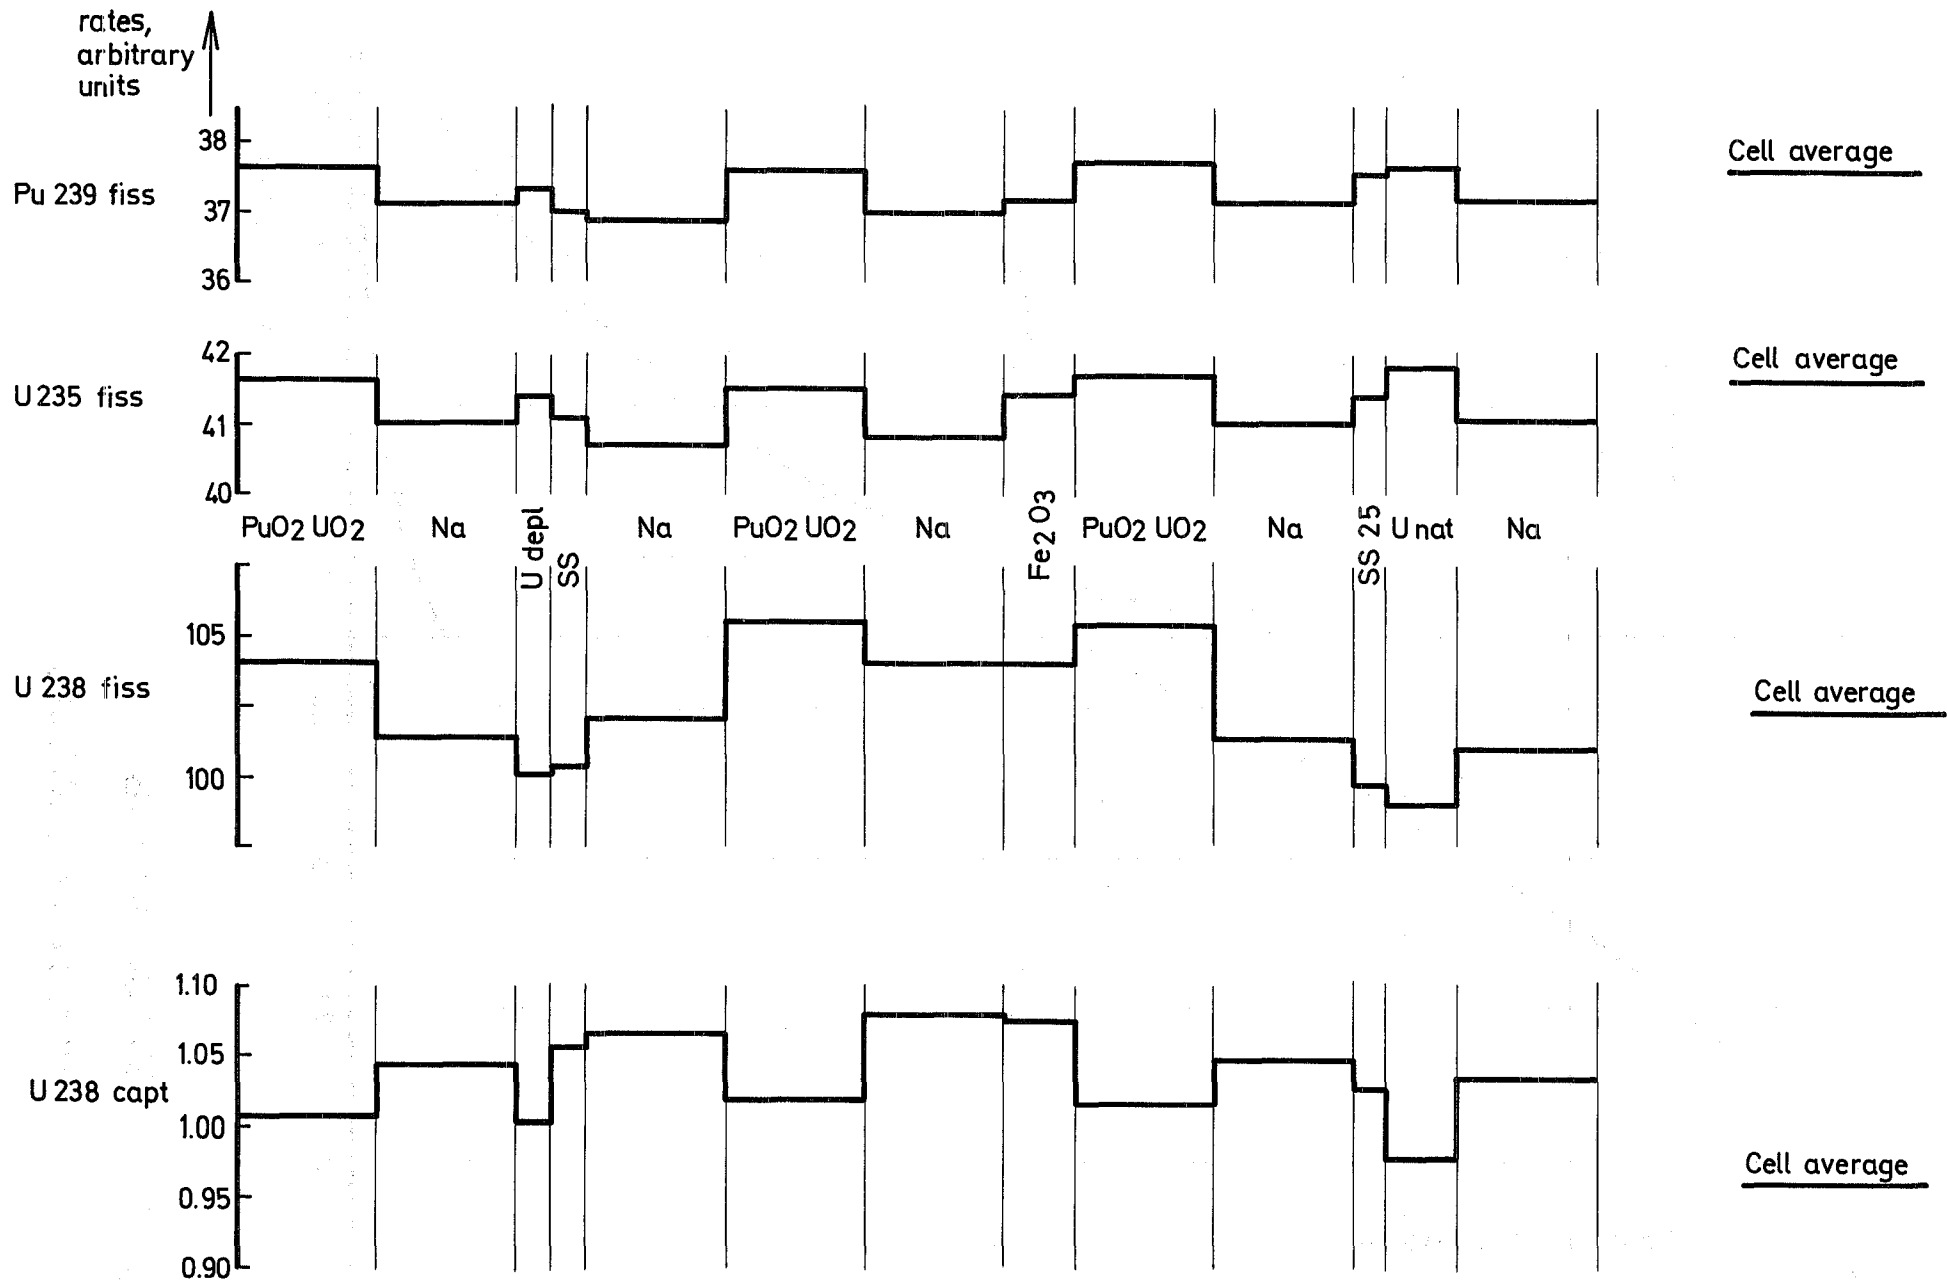 rates,
arbitrary
units
38
Cell average
Pu 239 fiss
37
36
42
Cell average
U 235 fiss
41
40
PuO2 UO2 Na U depl SS Na PuO2 UO2 Na Fe2O3 PuO2 UO2 Na SS 25 U nat Na
105
U 238 fiss
Cell average
100
1.10
1.05
U 238 capt
1.00
Cell average
0.95
0.90